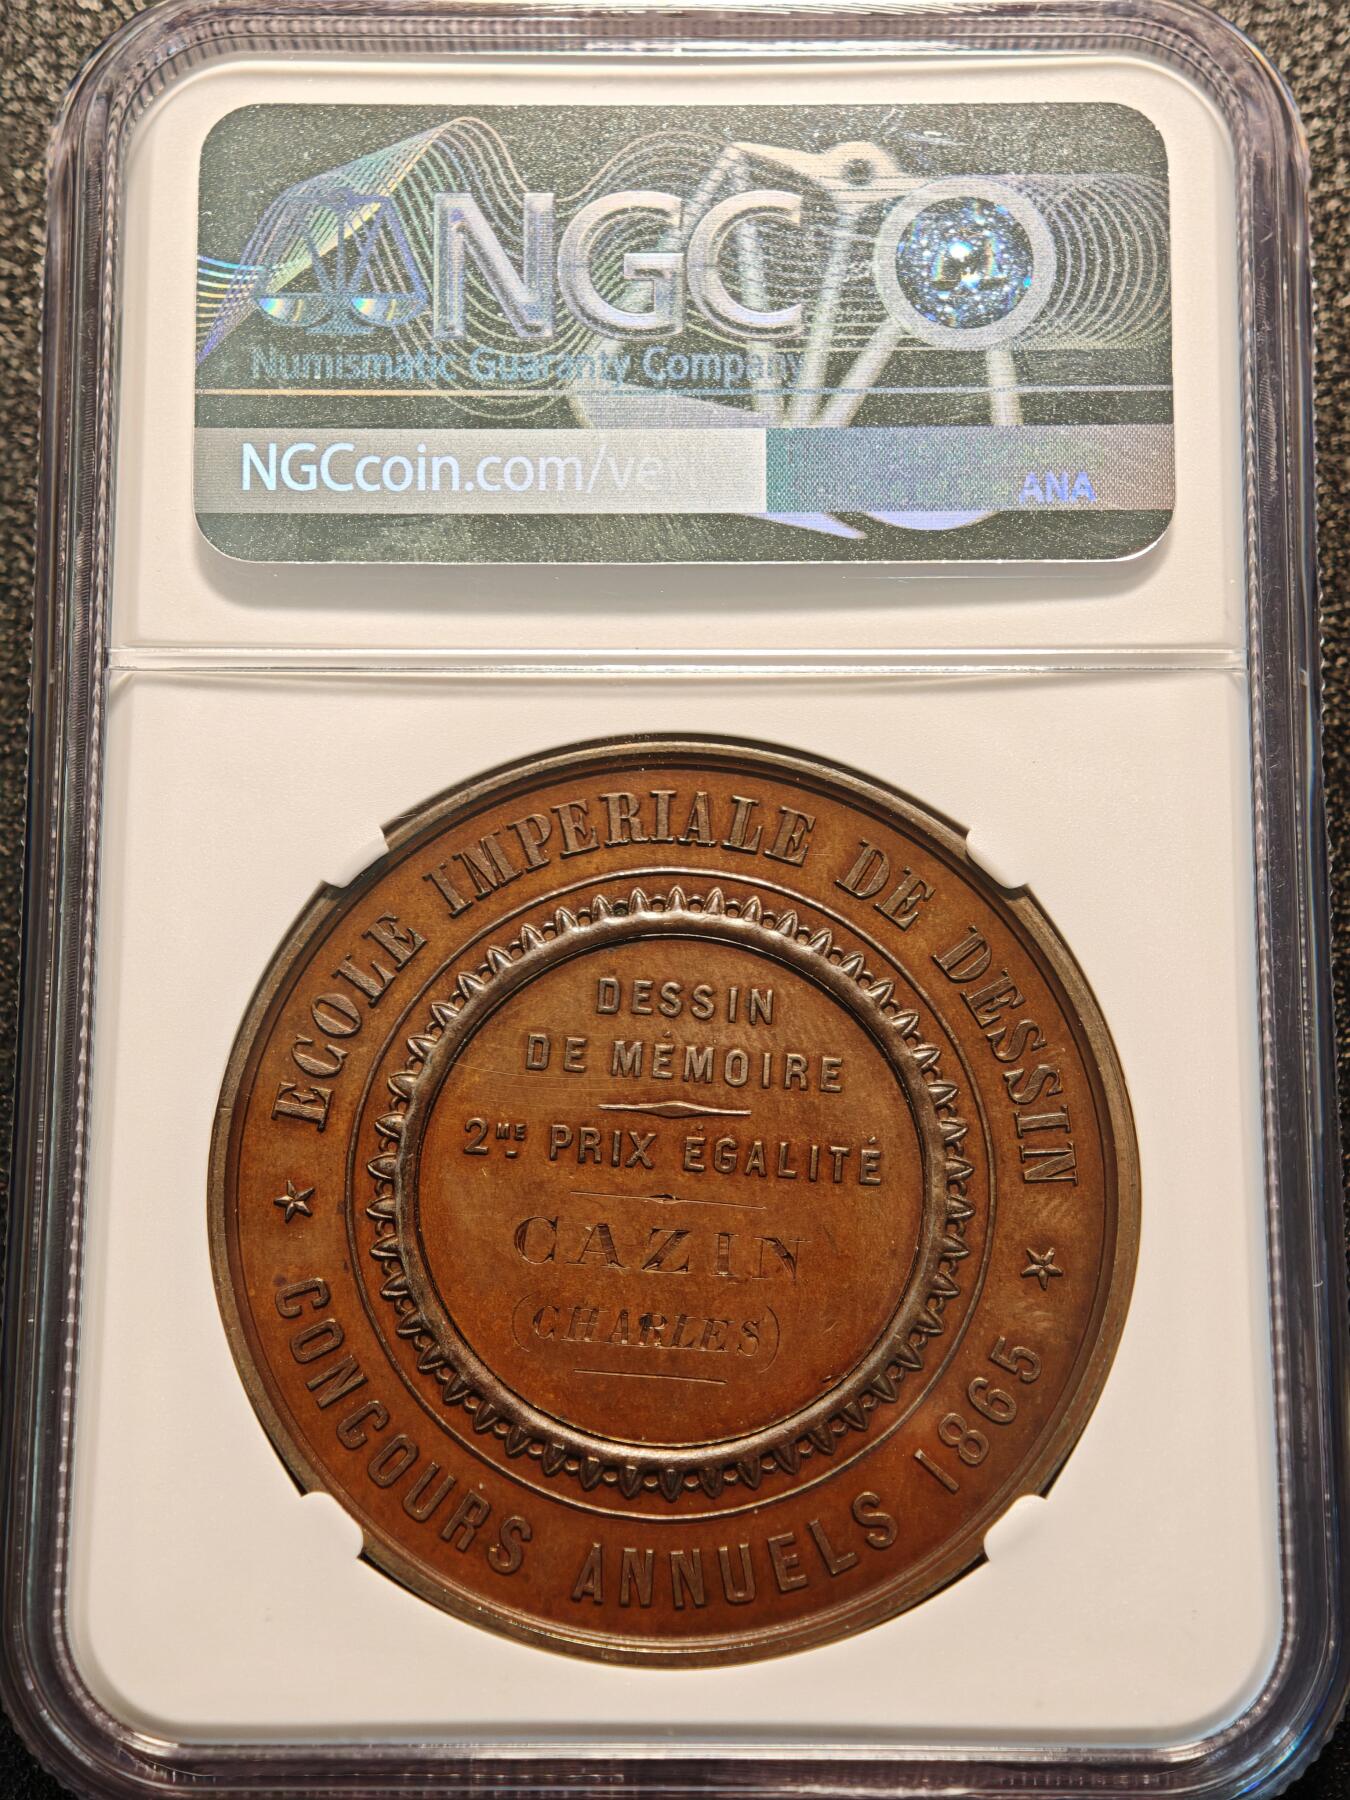 NGC
Numismatic Guaranty Company
NGCcoin.com/ve
ANA
ECOLE IMPERIALE DE DESSIN
DESSIN
DE MÉMOIRE
2ME PRIX ÉGALITÉ
CAZIN
(CHARLES)
CONCOURS ANNUELS 1865